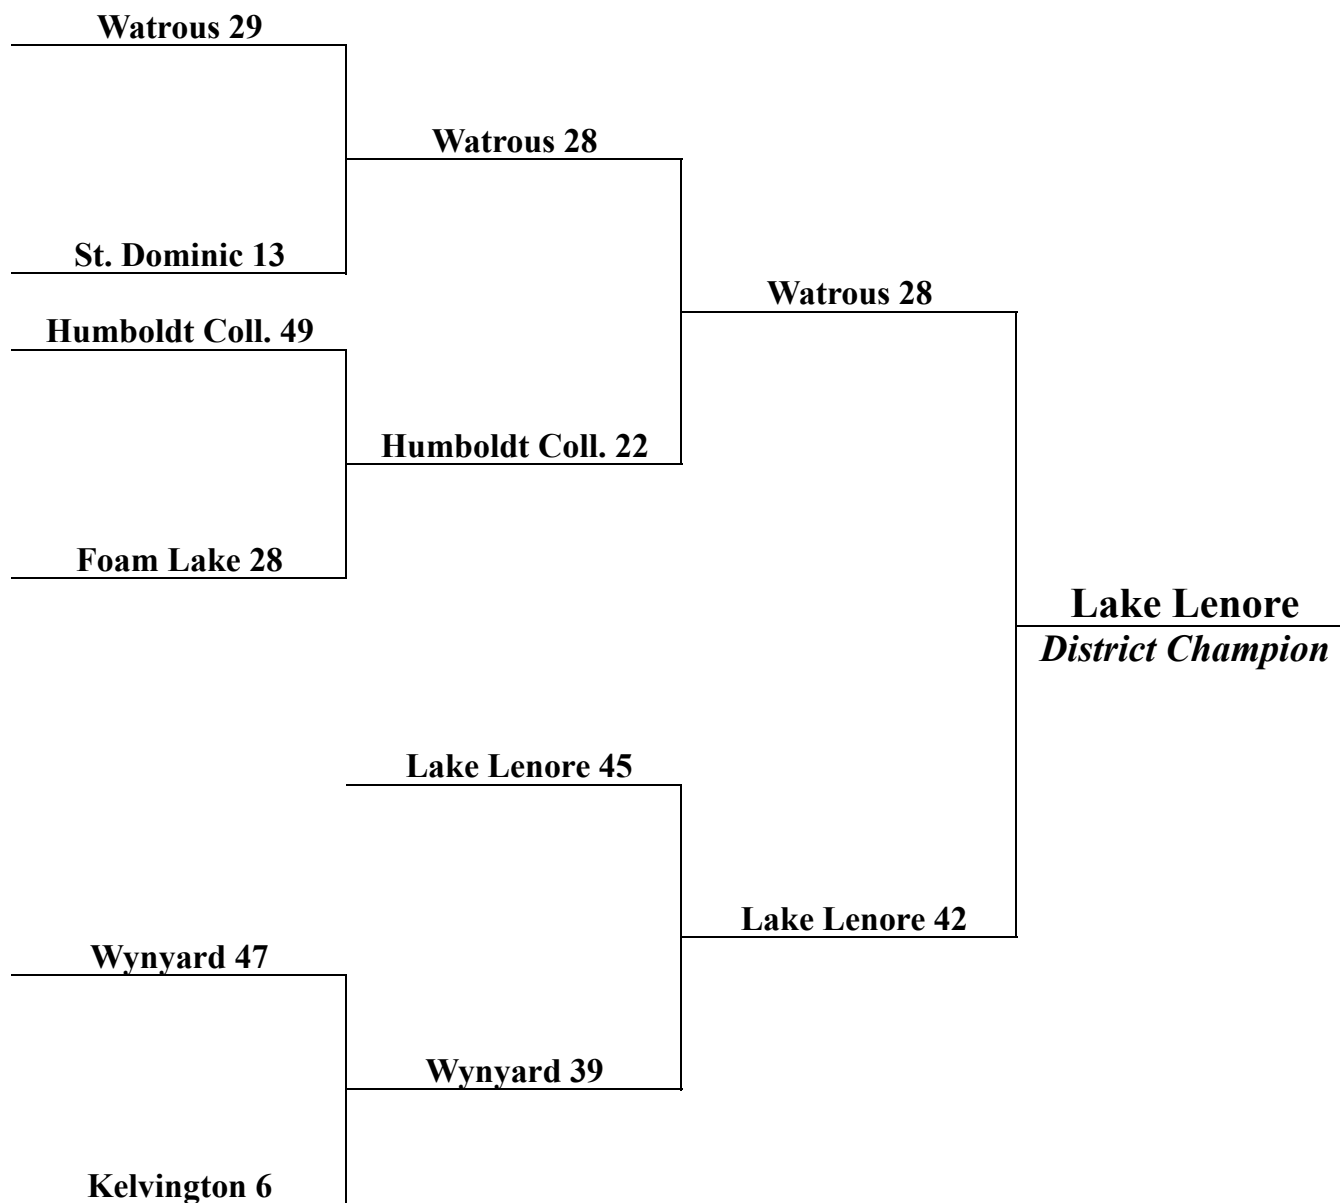 Watrous 29
Watrous 28
St. Dominic 13
Watrous 28
Humboldt Coll. 49
Humboldt Coll. 22
Foam Lake 28
Lake Lenore
District Champion
Lake Lenore 45
Lake Lenore 42
Wynyard 47
Wynyard 39
Kelvington 6